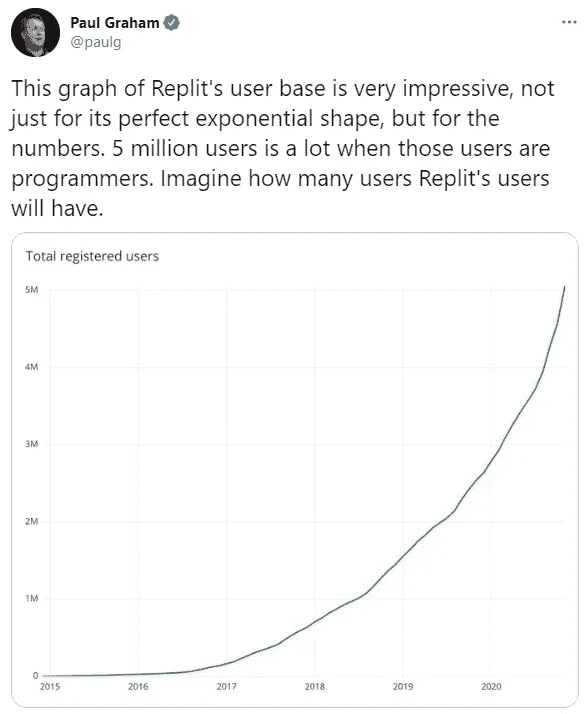 Paul Graham
@paulg
This graph of Replit's user base is very impressive, not
just for its perfect exponential shape, but for the
numbers. 5 million users is a lot when those users are
programmers. Imagine how many users Replit's users
will have.
Total registered users
5M
4M
3M
2M
1M
0
2015 2016 2017 2018 2019 2020